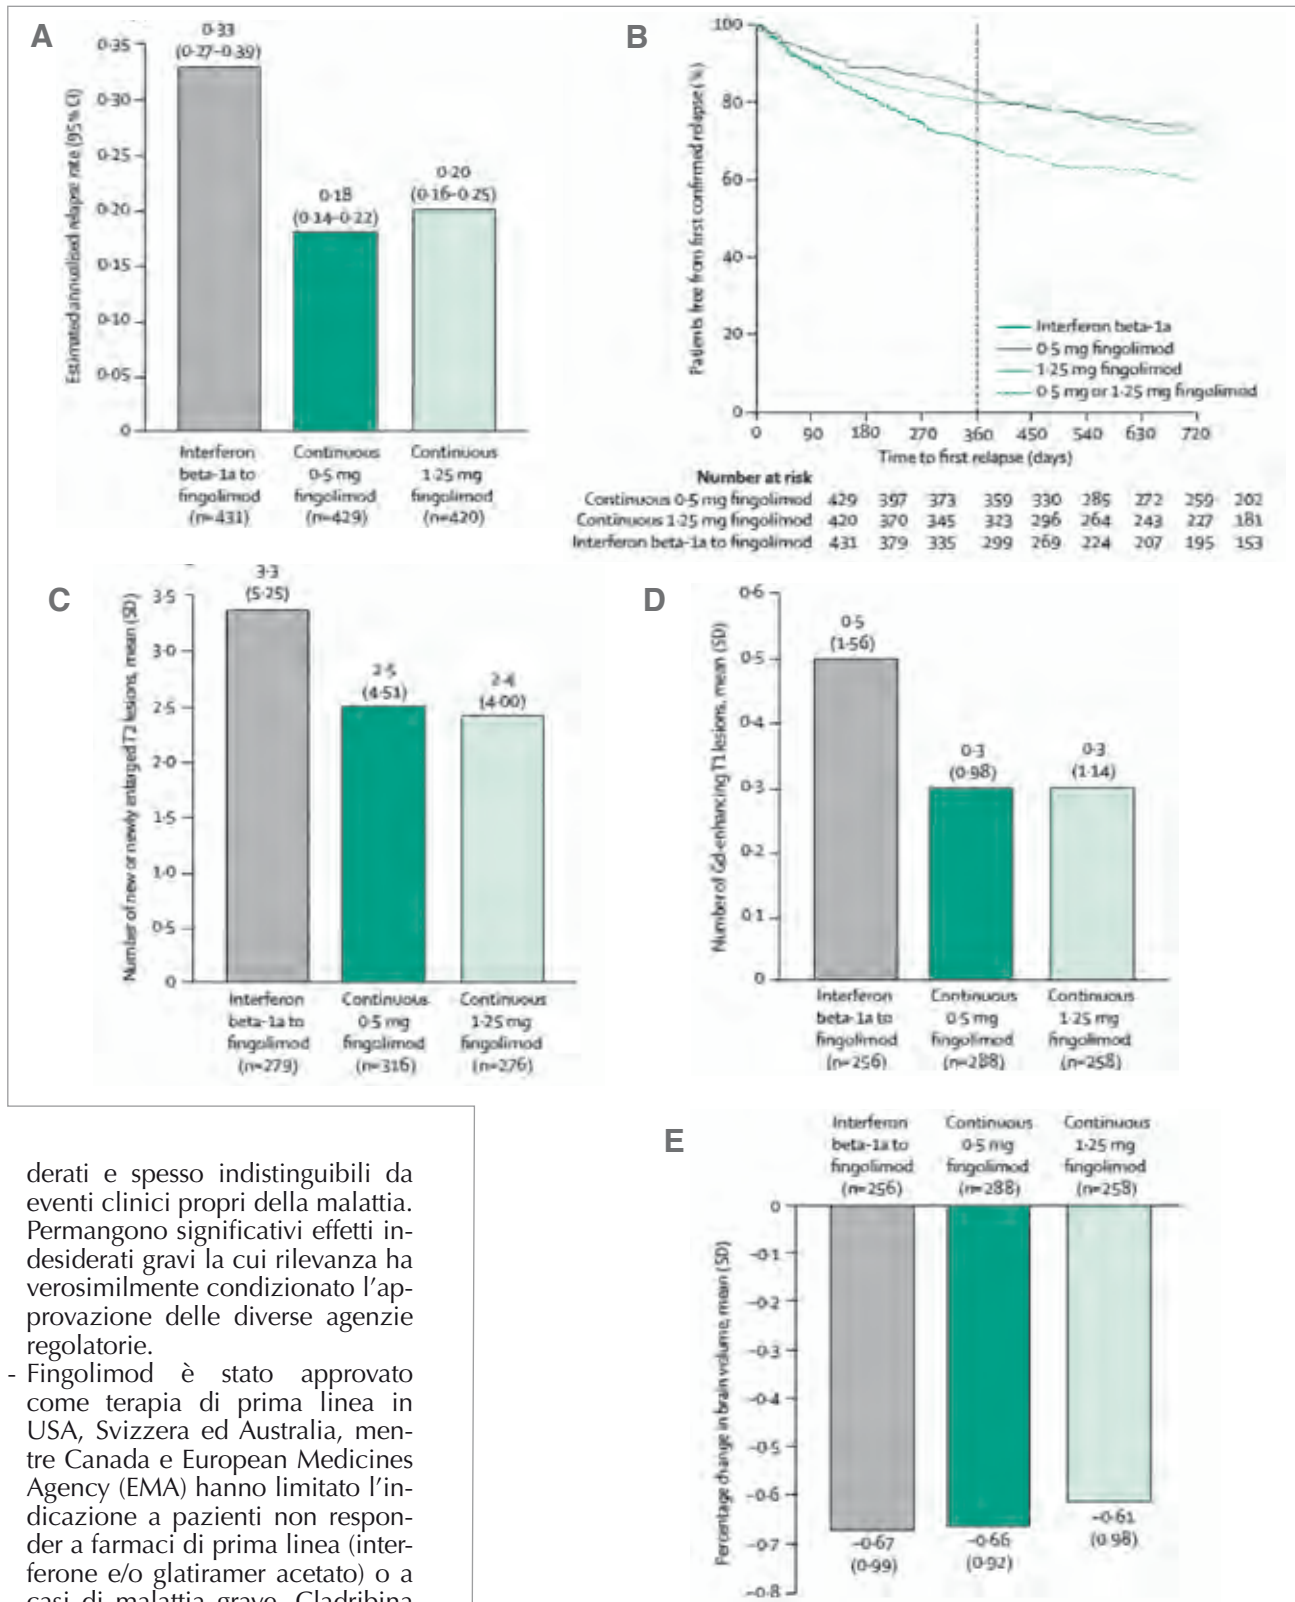 A
0·33
(0·27–0·39)
0·35
0·30
0·25
0·20
0·15
0·10
0·05
0
Estimated annualised relapse rate (95% CI)
0·18
(0·14–0·22)
0·20
(0·16–0·25)
Interferon
beta-1a to
fingolimod
(n=431)
Continuous
0·5 mg
fingolimod
(n=429)
Continuous
1·25 mg
fingolimod
(n=420)
B
100
80
60
40
20
0
Patients free from first confirmed relapse (%)
Interferon beta-1a
0·5 mg fingolimod
1·25 mg fingolimod
0·5 mg or 1·25 mg fingolimod
0 90 180 270 360 450 540 630 720
Time to first relapse (days)
Number at risk
Continuous 0·5 mg fingolimod 429 397 373 359 330 285 272 259 202
Continuous 1·25 mg fingolimod 420 370 345 323 296 264 243 227 181
Interferon beta-1a to fingolimod 431 379 335 299 269 224 207 195 153
C
3·3
(5·25)
3·5
3·0
2·5
2·0
1·5
1·0
0·5
0
Number of new or newly enlarged T2 lesions, mean (SD)
2·5
(4·51)
2·4
(4·00)
Interferon
beta-1a to
fingolimod
(n=279)
Continuous
0·5 mg
fingolimod
(n=316)
Continuous
1·25 mg
fingolimod
(n=276)
D
0·6
0·5
0·4
0·3
0·2
0·1
0
Number of Gd-enhancing T1 lesions, mean (SD)
0·5
(1·56)
0·3
(0·98)
0·3
(1·14)
Interferon
beta-1a to
fingolimod
(n=256)
Continuous
0·5 mg
fingolimod
(n=288)
Continuous
1·25 mg
fingolimod
(n=258)
derati e spesso indistinguibili da
eventi clinici propri della malattia.
Permangono significativi effetti in-
desiderati gravi la cui rilevanza ha
verosimilmente condizionato l'ap-
provazione delle diverse agenzie
regolatorie.
- Fingolimod è stato approvato
come terapia di prima linea in
USA, Svizzera ed Australia, men-
tre Canada e European Medicines
Agency (EMA) hanno limitato l'in-
dicazione a pazienti non respon-
der a farmaci di prima linea (inter-
ferone e/o glatiramer acetato) o a
casi di malattia grave. Cladribina
E
Interferon
beta-1a to
fingolimod
(n=256)
Continuous
0·5 mg
fingolimod
(n=288)
Continuous
1·25 mg
fingolimod
(n=258)
0
–0·1
–0·2
–0·3
–0·4
–0·5
–0·6
–0·7
–0·8
Percentage change in brain volume, mean (SD)
–0·67
(0·99)
–0·66
(0·92)
–0·61
(0·98)